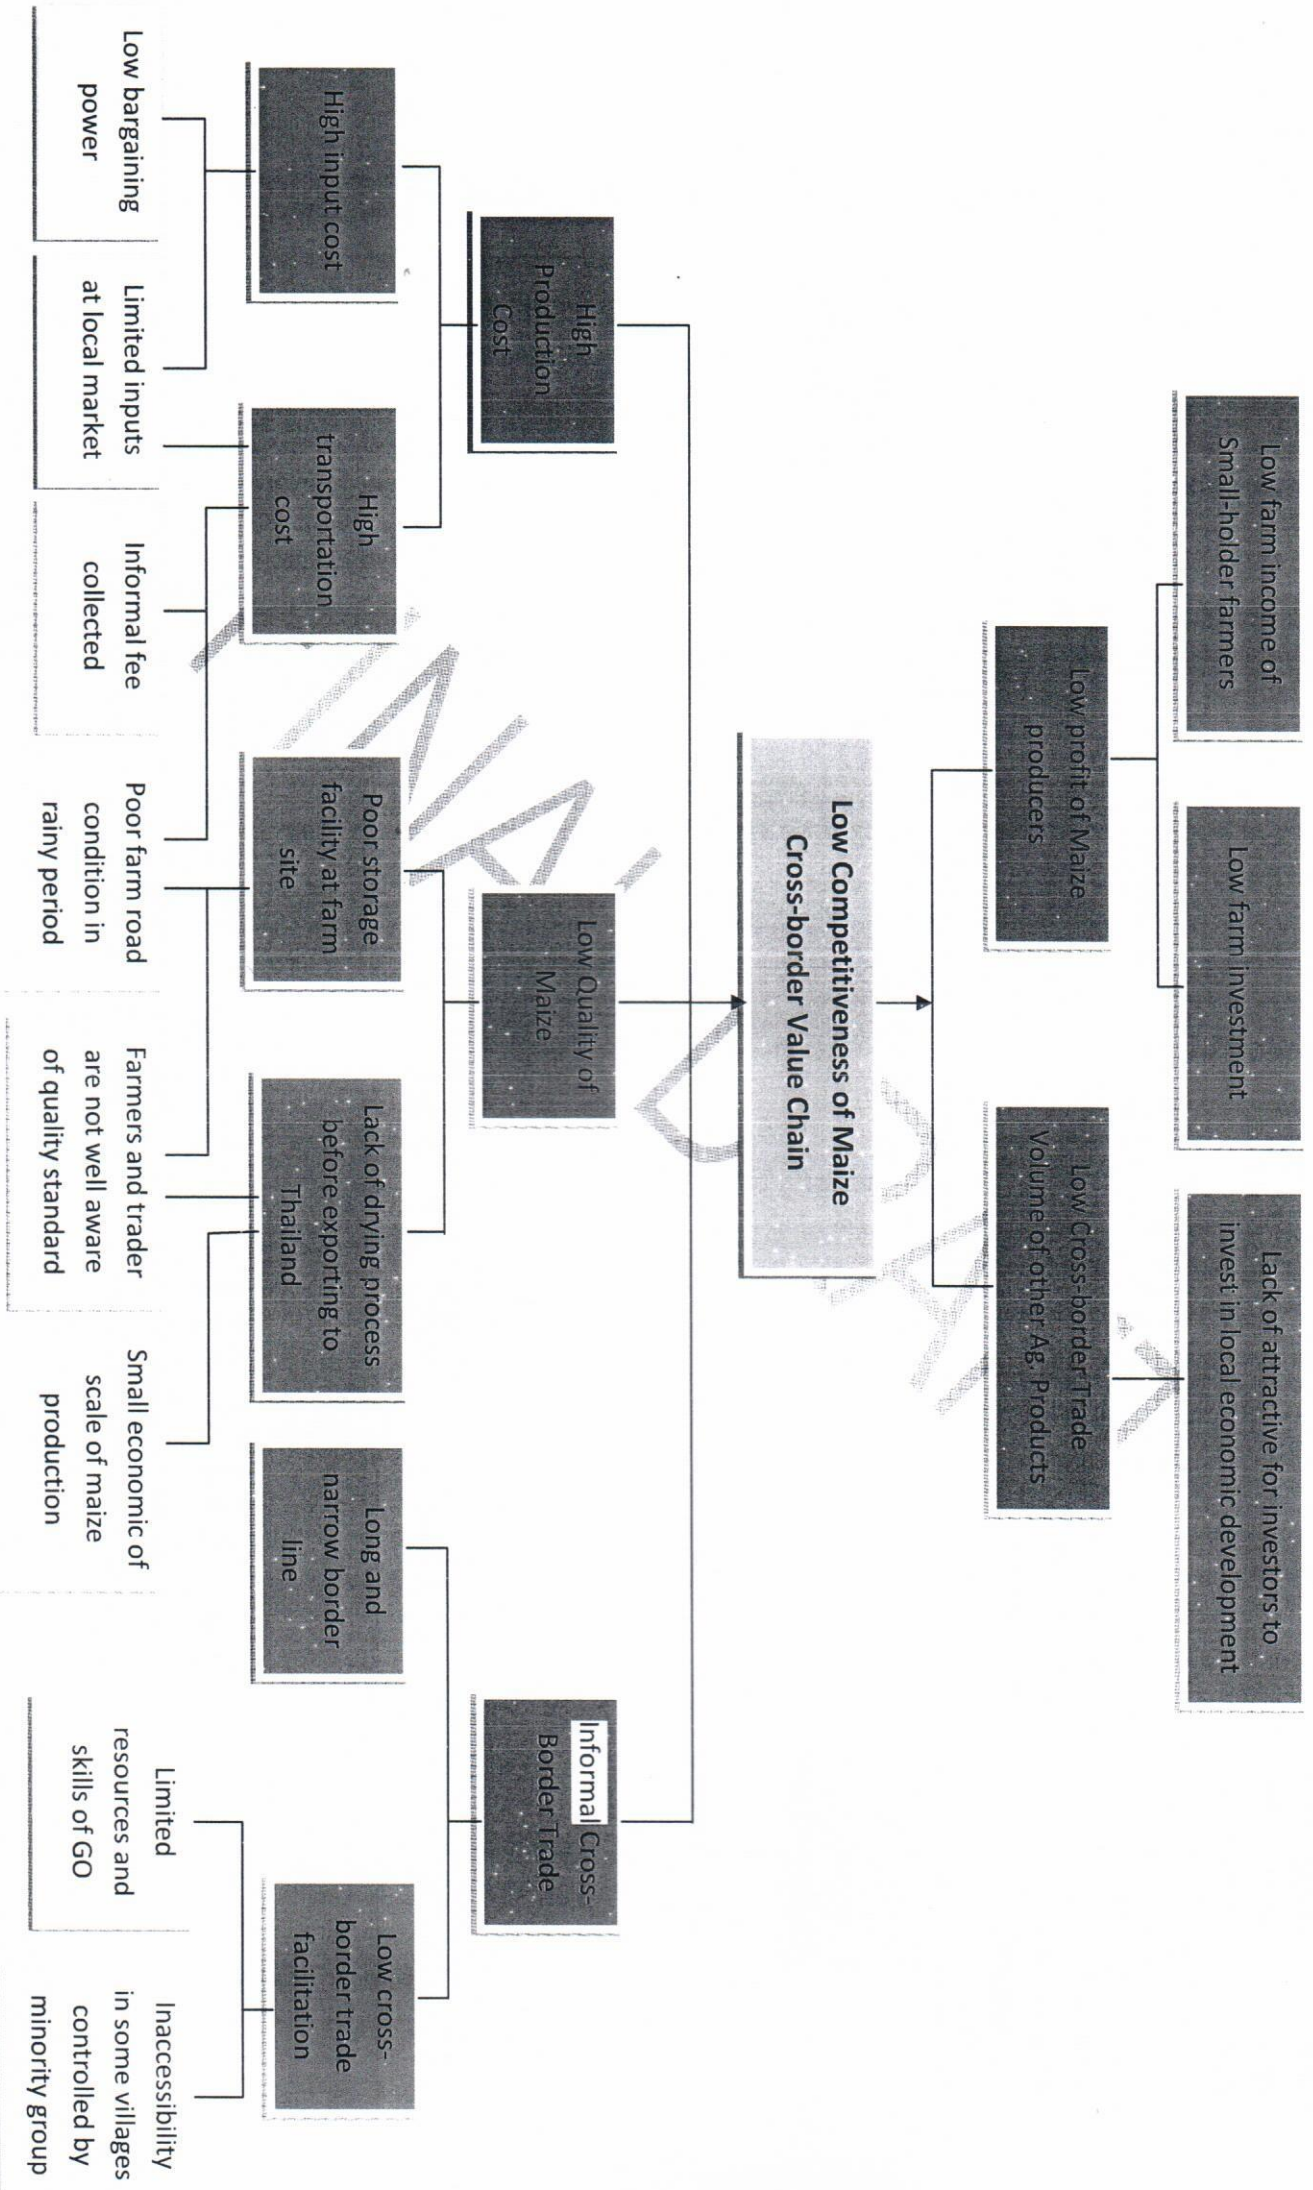 Low farm income of
Small-holder farmers
Low farm investment
Lack of attractive for investors to
invest in local economic development
Low profit of Maize
producers
Low Cross-border Trade
Volume of other Ag. Products
Low Competitiveness of Maize
Cross-border Value Chain
High
Production
Cost
Low Quality of
Maize
Informal Cross-
Border Trade
High input cost
High
transportation
cost
Poor storage
facility at farm
site
Lack of drying process
before exporting to
Thailand
Long and
narrow border
line
Low cross-
border trade
facilitation
Low bargaining
power
Limited inputs
at local market
Informal fee
collected
Poor farm road
condition in
rainy period
Farmers and trader
are not well aware
of quality standard
Small economic of
scale of maize
production
Limited
resources and
skills of GO
Inaccessibility
in some villages
controlled by
minority group
FINAL DRAFT